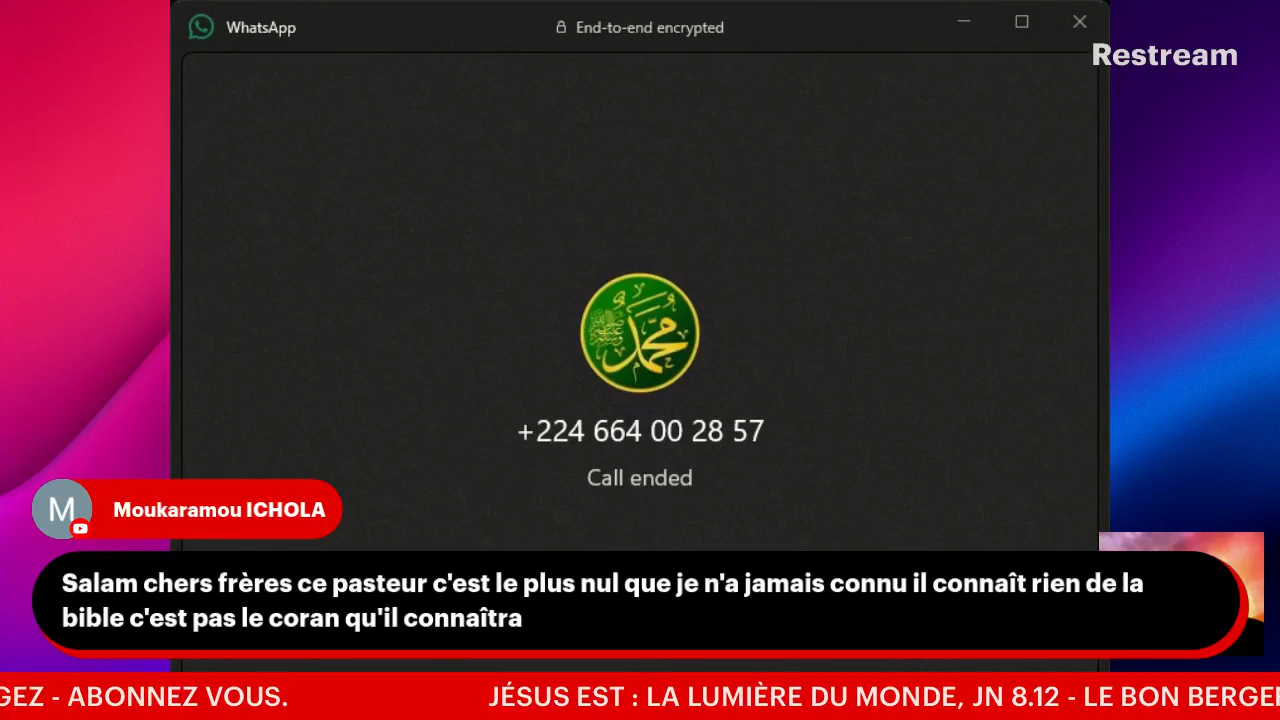 WhatsApp
End-to-end encrypted
Restream
محمد
+224 664 00 28 57
Call ended
M
Moukaramou ICHOLA
Salam chers frères ce pasteur c'est le plus nul que je n'a jamais connu il connaît rien de la
bible c'est pas le coran qu'il connaîtra
GEZ - ABONNEZ VOUS. JÉSUS EST : LA LUMIÈRE DU MONDE, JN 8.12 - LE BON BERGE